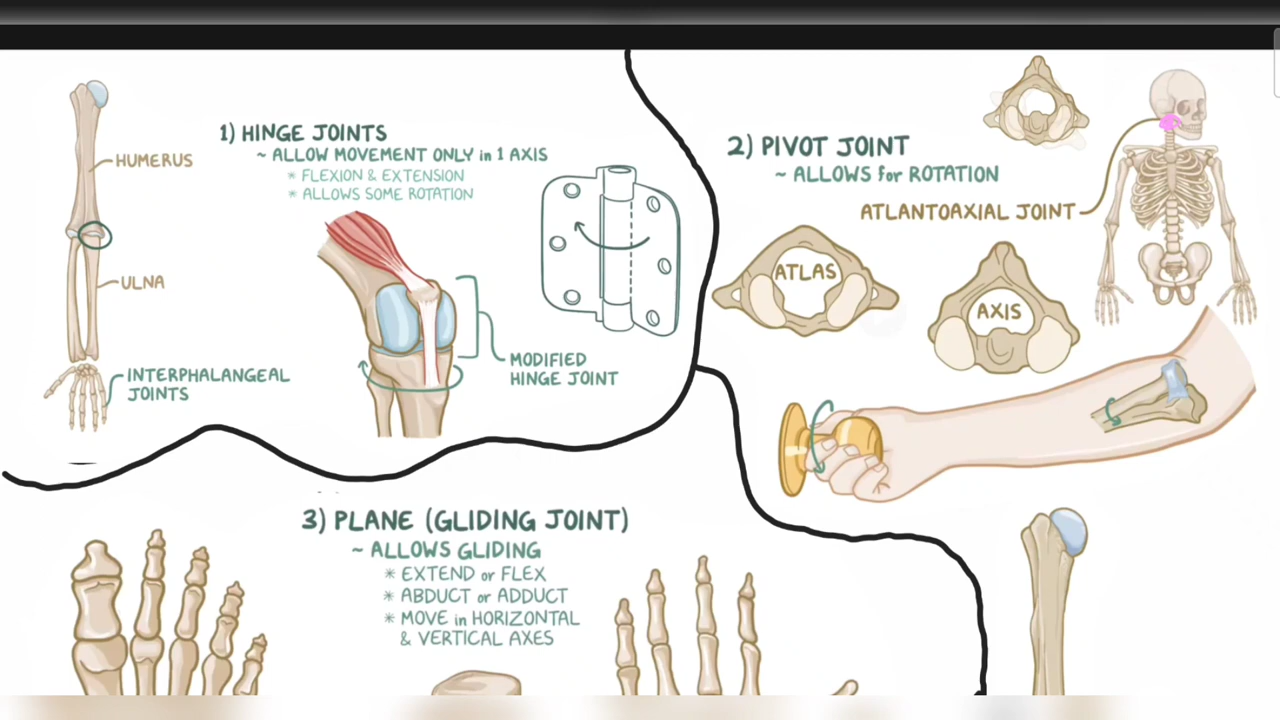 1) HINGE JOINTS
~ ALLOW MOVEMENT ONLY in 1 AXIS
* FLEXION & EXTENSION
* ALLOWS SOME ROTATION
HUMERUS
ULNA
INTERPHALANGEAL
JOINTS
MODIFIED
HINGE JOINT
2) PIVOT JOINT
~ ALLOWS for ROTATION
ATLANTOAXIAL JOINT
ATLAS
AXIS
3) PLANE (GLIDING JOINT)
~ ALLOWS GLIDING
* EXTEND or FLEX
* ABDUCT or ADDUCT
* MOVE in HORIZONTAL
& VERTICAL AXES